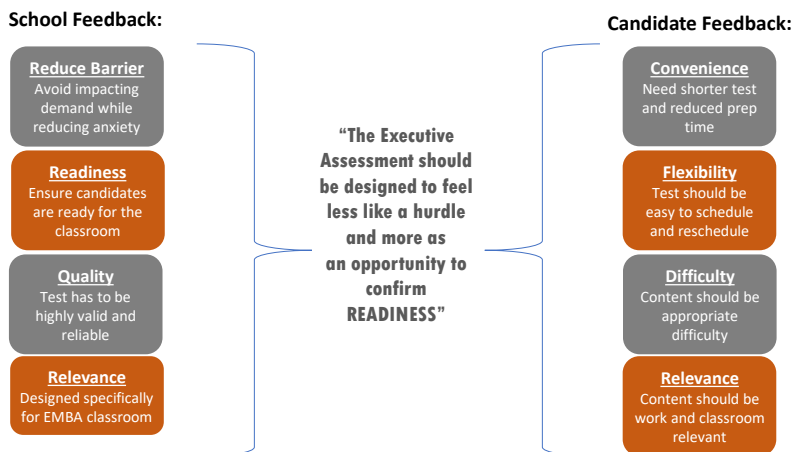 School Feedback:
Reduce Barrier
Avoid impacting
demand while
reducing anxiety
Readiness
Ensure candidates
are ready for the
classroom
Quality
Test has to be
highly valid and
reliable
Relevance
Designed specifically
for EMBA classroom
“The Executive
Assessment should
be designed to feel
less like a hurdle
and more as
an opportunity to
confirm
READINESS”
Candidate Feedback:
Convenience
Need shorter test
and reduced prep
time
Flexibility
Test should be
easy to schedule
and reschedule
Difficulty
Content should be
appropriate
difficulty
Relevance
Content should be
work and classroom
relevant